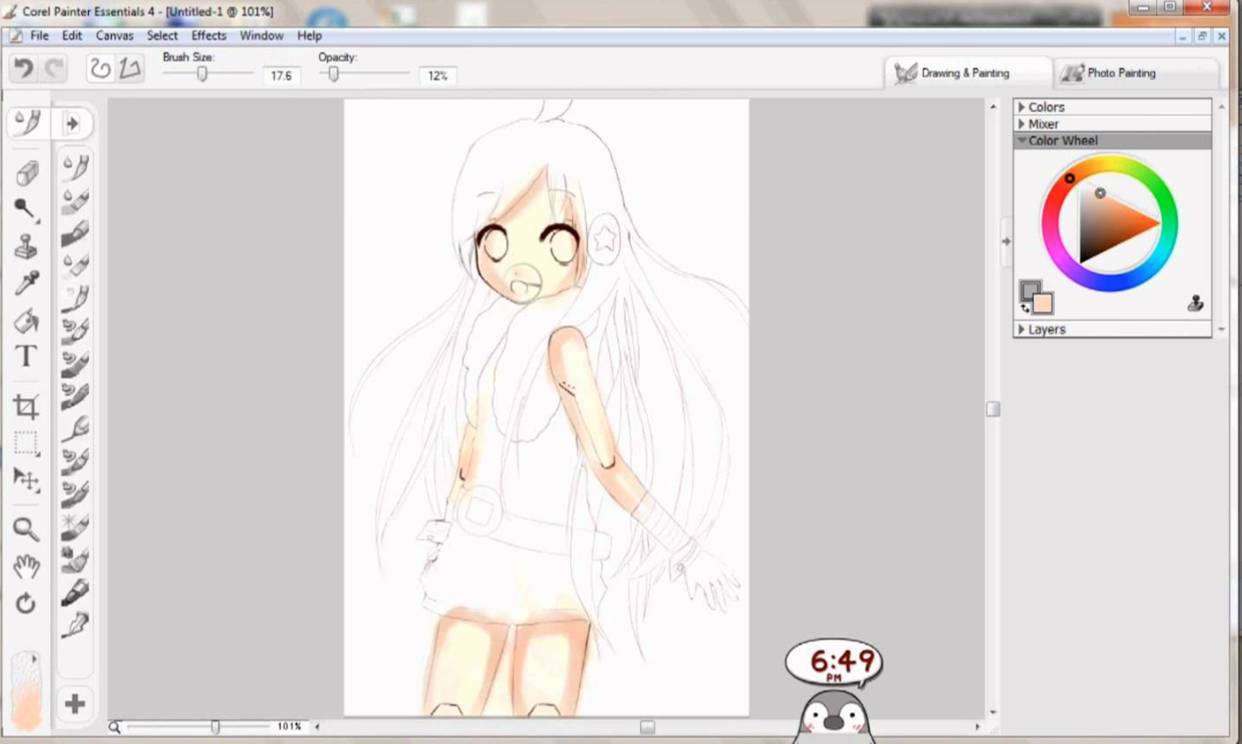 Corel Painter Essentials 4 - [Untitled-1 @ 101%]
File Edit Canvas Select Effects Window Help
Brush Size: 17.6 Opacity: 12%
Drawing & Painting Photo Painting
Colors
Mixer
Color Wheel
Layers
T
6:49
PM
101%